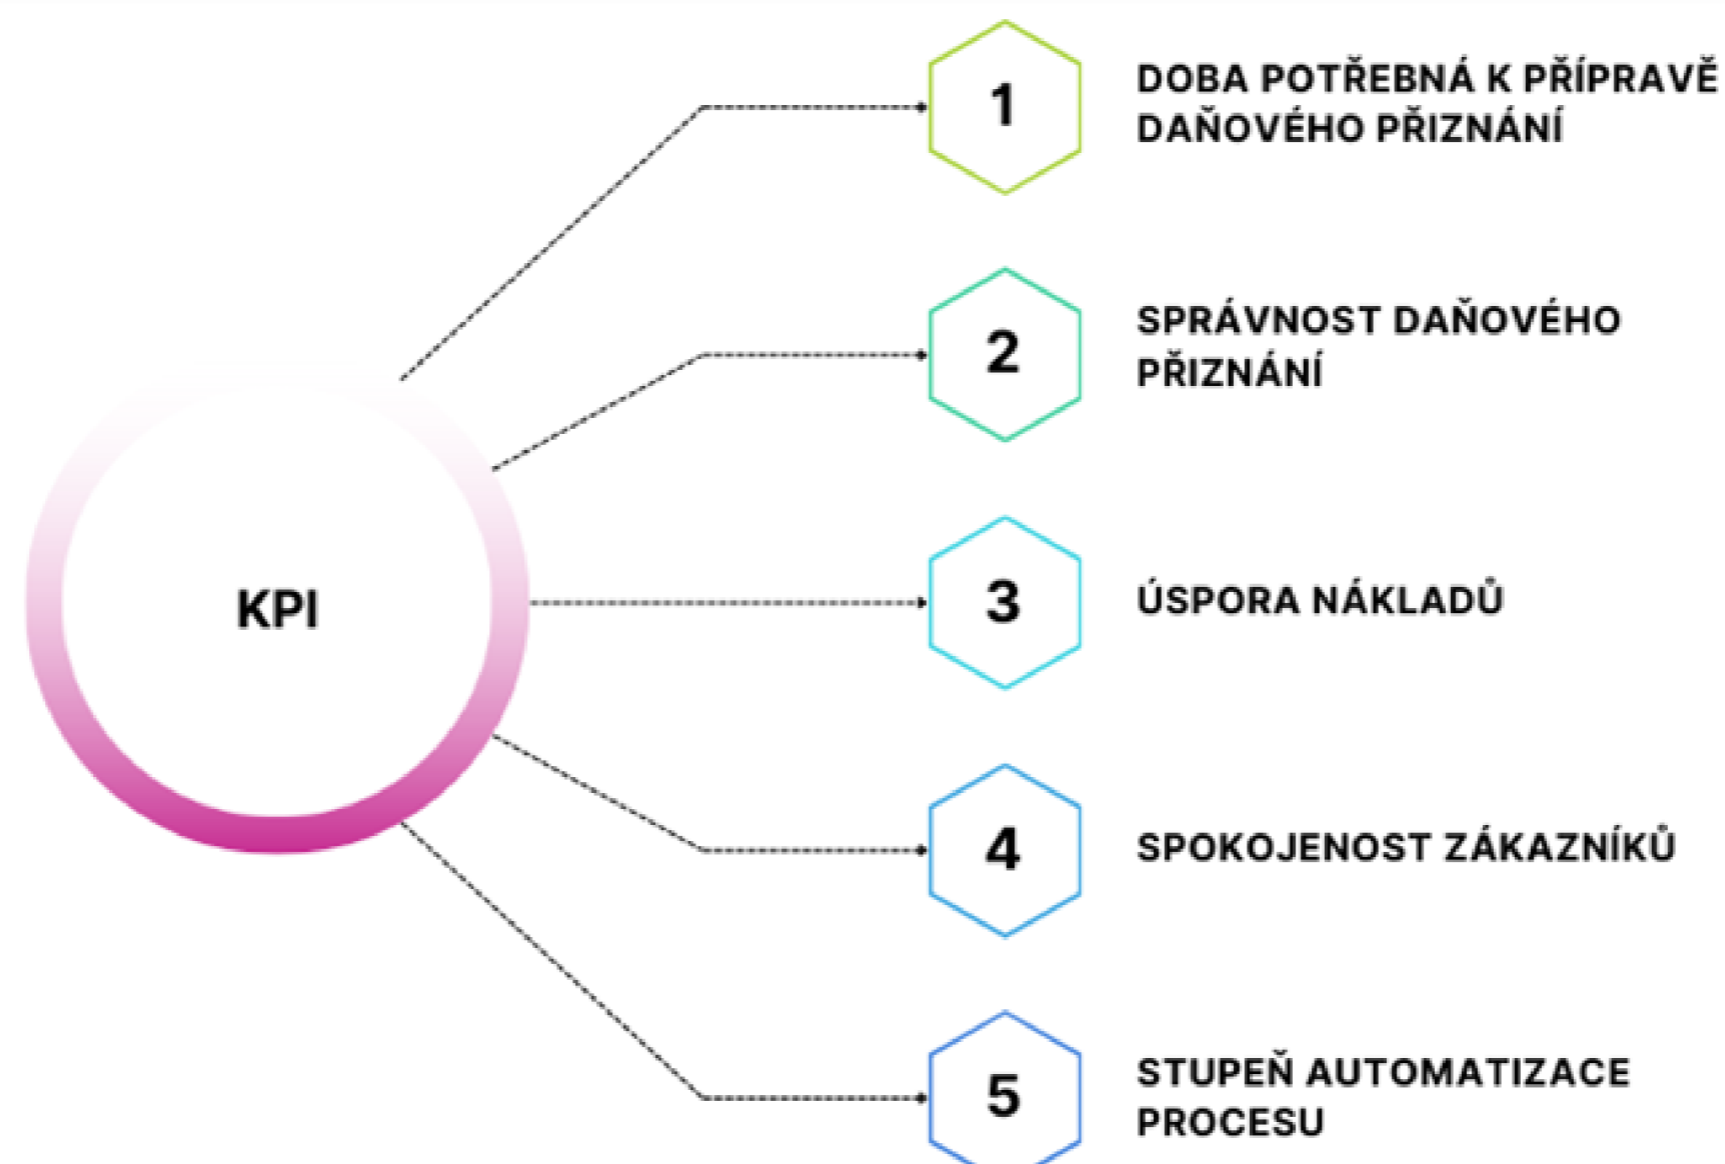 KPI
1
DOBA POTŘEBNÁ K PŘÍPRAVĚ
DAŇOVÉHO PŘIZNÁNÍ
2
SPRÁVNOST DAŇOVÉHO
PŘIZNÁNÍ
3
ÚSPORA NÁKLADŮ
4
SPOKOJENOST ZÁKAZNÍKŮ
5
STUPEŇ AUTOMATIZACE
PROCESU